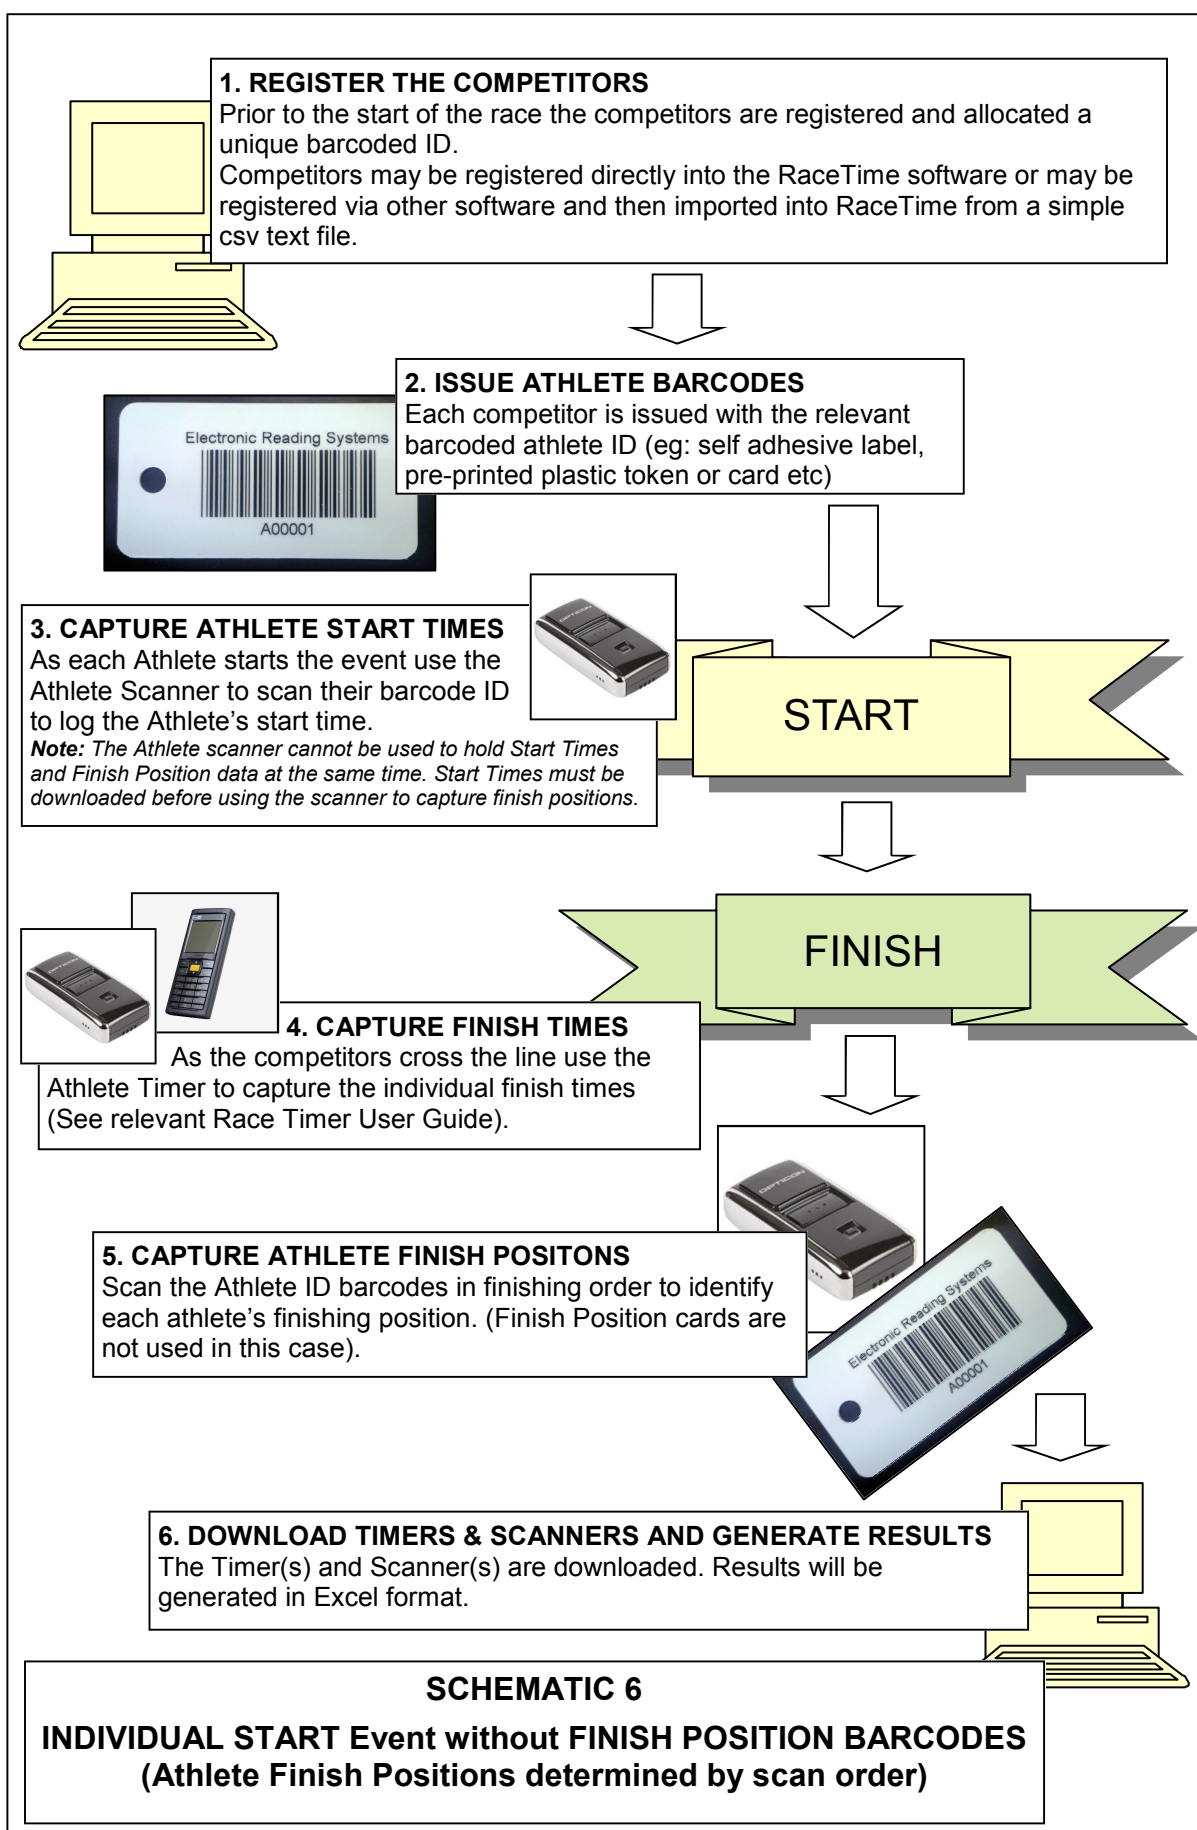 1. REGISTER THE COMPETITORS
Prior to the start of the race the competitors are registered and allocated a
unique barcoded ID.
Competitors may be registered directly into the RaceTime software or may be
registered via other software and then imported into RaceTime from a simple
csv text file.
2. ISSUE ATHLETE BARCODES
Each competitor is issued with the relevant
barcoded athlete ID (eg: self adhesive label,
pre-printed plastic token or card etc)
Electronic Reading Systems
A00001
OPTICON
3. CAPTURE ATHLETE START TIMES
As each Athlete starts the event use the
Athlete Scanner to scan their barcode ID
to log the Athlete's start time.
Note: The Athlete scanner cannot be used to hold Start Times
and Finish Position data at the same time. Start Times must be
downloaded before using the scanner to capture finish positions.
START
FINISH
OPTICON
4. CAPTURE FINISH TIMES
As the competitors cross the line use the
Athlete Timer to capture the individual finish times
(See relevant Race Timer User Guide).
OPTICON
5. CAPTURE ATHLETE FINISH POSITONS
Scan the Athlete ID barcodes in finishing order to identify
each athlete's finishing position. (Finish Position cards are
not used in this case).
Electronic Reading Systems
A00001
6. DOWNLOAD TIMERS & SCANNERS AND GENERATE RESULTS
The Timer(s) and Scanner(s) are downloaded. Results will be
generated in Excel format.
SCHEMATIC 6
INDIVIDUAL START Event without FINISH POSITION BARCODES
(Athlete Finish Positions determined by scan order)